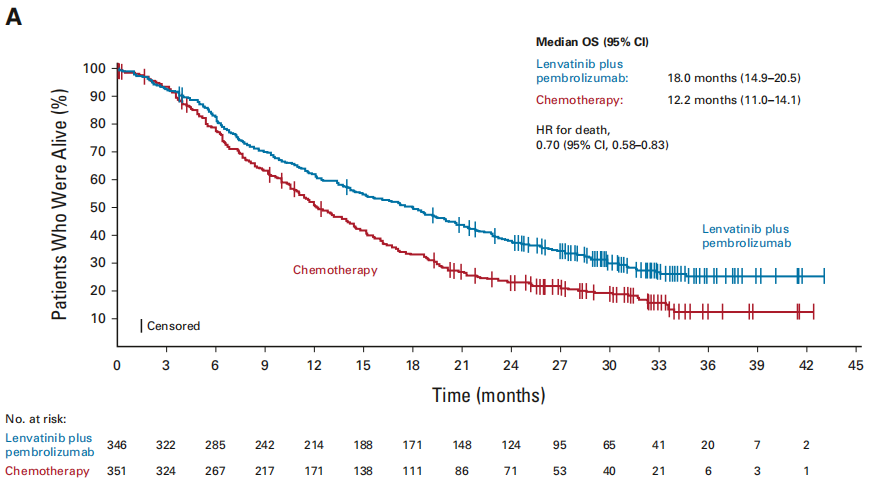 A
Median OS (95% CI)
Lenvatinib plus
pembrolizumab: 18.0 months (14.9–20.5)
Chemotherapy: 12.2 months (11.0–14.1)
HR for death,
0.70 (95% CI, 0.58–0.83)
Patients Who Were Alive (%)
100
90
80
70
60
50
40
30
20
10
Lenvatinib plus
pembrolizumab
Chemotherapy
Censored
0 3 6 9 12 15 18 21 24 27 30 33 36 39 42 45
Time (months)
No. at risk:
Lenvatinib plus
pembrolizumab 346 322 285 242 214 188 171 148 124 95 65 41 20 7 2
Chemotherapy 351 324 267 217 171 138 111 86 71 53 40 21 6 3 1